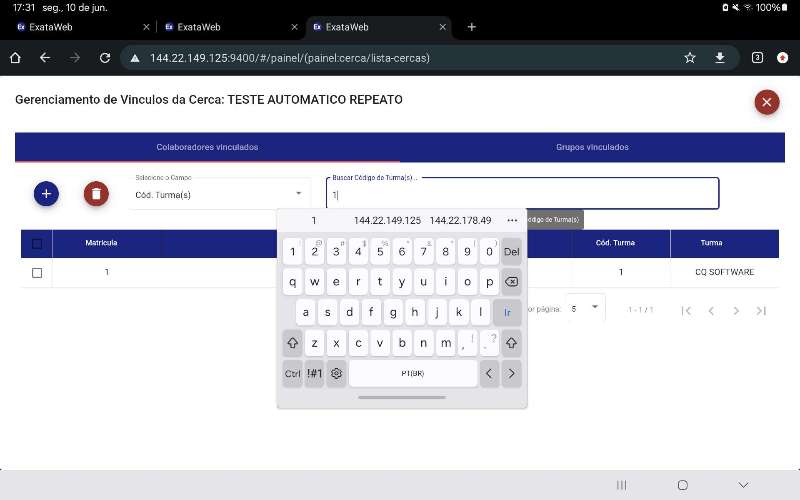 17:31 seg., 10 de jun. 100%
ExataWeb ExataWeb ExataWeb
144.22.149.125:9400/#/painel/(painel:cerca/lista-cercas) 3
Gerenciamento de Vinculos da Cerca: TESTE AUTOMATICO REPEATO
Colaboradores vinculados Grupos vinculados
Selecione o Campo Buscar Código de Turma(s)...
Cód. Turma(s) 1
1 144.22.149.125 144.22.178.49 ... ódigo de Turma(s)
Matrícula Cód. Turma Turma
1 1 CQ SOFTWARE
1 2 3 4 5 6 7 8 9 0 Del
q w e r t y u i o p
a s d f g h j k l Ir
or página: 5 1 - 1 / 1
z x c v b n m , ! . ?
Ctrl !#1 PT(BR) < >